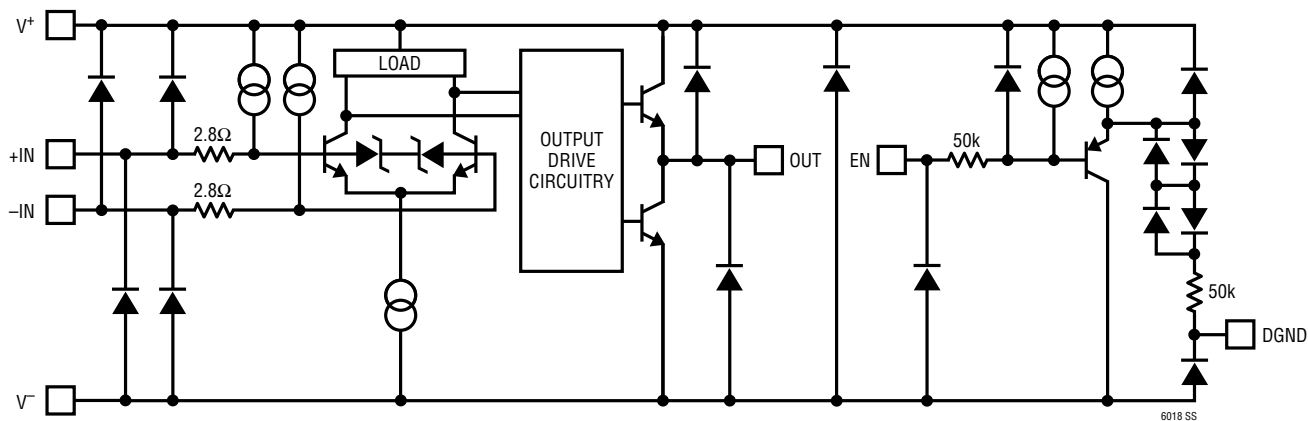 V+
LOAD
2.8Ω
+IN
OUTPUT
DRIVE
CIRCUITRY
50k
OUT
EN
2.8Ω
–IN
50k
DGND
V–
6018 SS